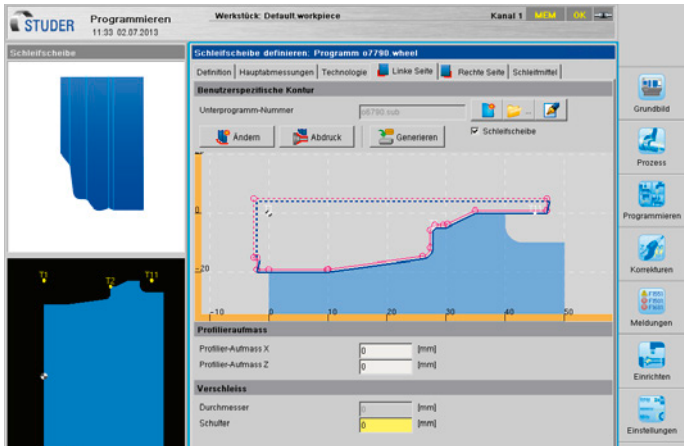 STUDER
Programmieren
11:33 02.07.2013
Werkstück: Default.workpiece
Kanal 1
MEM
OK
Schleifscheibe
T1
T2
T11
Schleifscheibe definieren: Programm o7790.wheel
Definition
Hauptabmessungen
Technologie
Linke Seite
Rechte Seite
Schleifmittel
Benutzerspezifische Kontur
Unterprogramm-Nummer
o6790.sub
...
Ändern
Abdruck
Generieren
Schleifscheibe
0
-20
-10
0
10
20
30
40
50
Profilieraufmass
Profilier-Aufmass X
0
[mm]
Profilier-Aufmass Z
0
[mm]
Verschleiss
Durchmesser
0
[mm]
Schulter
0
[mm]
Grundbild
Prozess
Programmieren
Korrekturen
Meldungen
Einrichten
Einstellungen